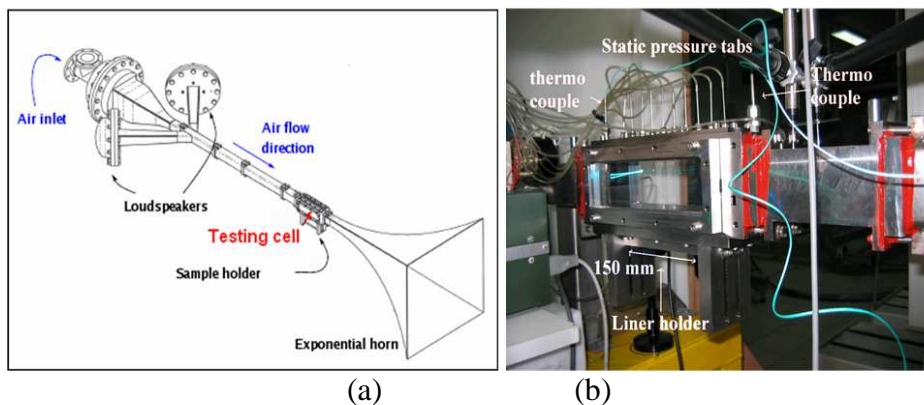 Air inlet
Air flow
direction
Loudspeakers
Testing cell
Sample holder
Exponential horn
(a)
Static pressure tabs
thermo
couple
Thermo
couple
150 mm
Liner holder
(b)